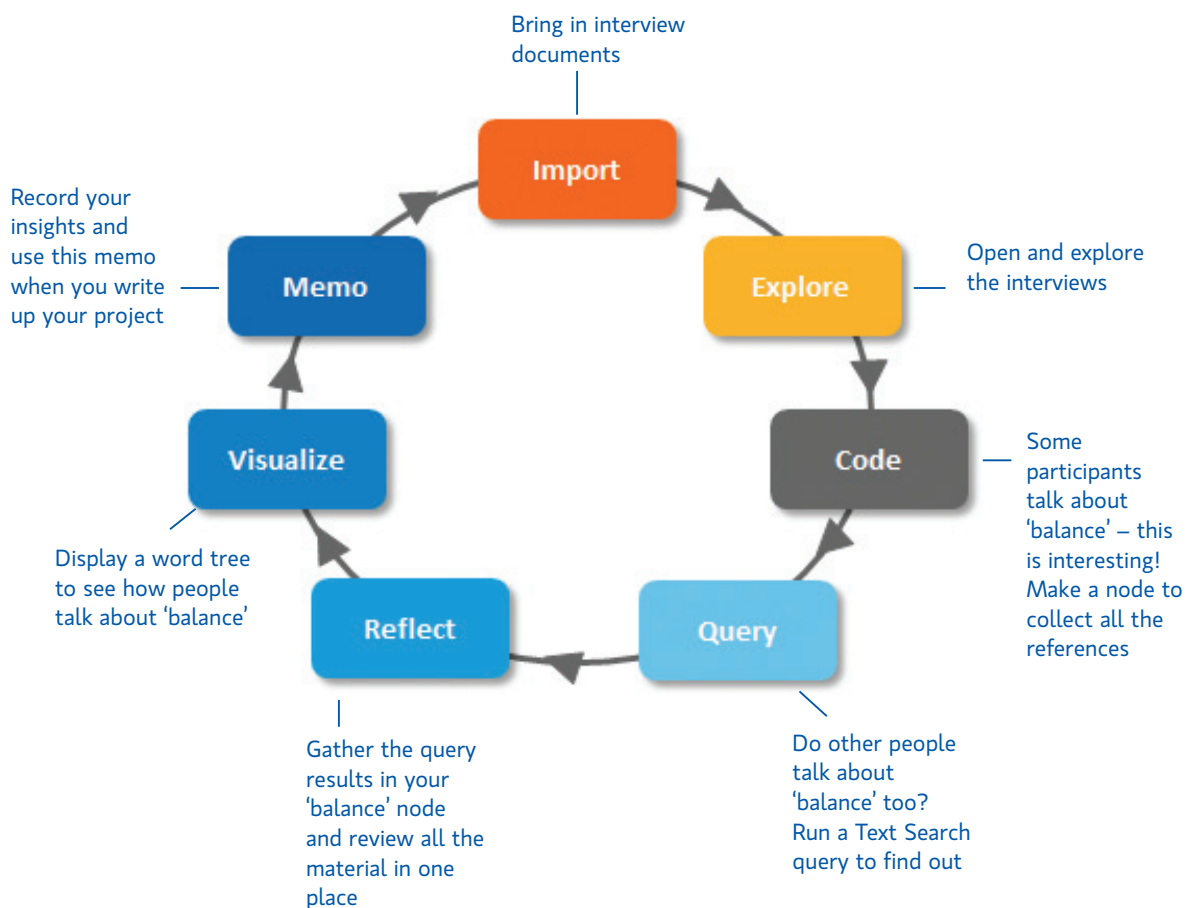 Bring in interview
documents
Import
Explore
Open and explore
the interviews
Code
Some
participants
talk about
‘balance’ – this
is interesting!
Make a node to
collect all the
references
Query
Do other people
talk about
‘balance’ too?
Run a Text Search
query to find out
Reflect
Gather the query
results in your
‘balance’ node
and review all the
material in one
place
Visualize
Display a word tree
to see how people
talk about ‘balance’
Memo
Record your
insights and
use this memo
when you write
up your project